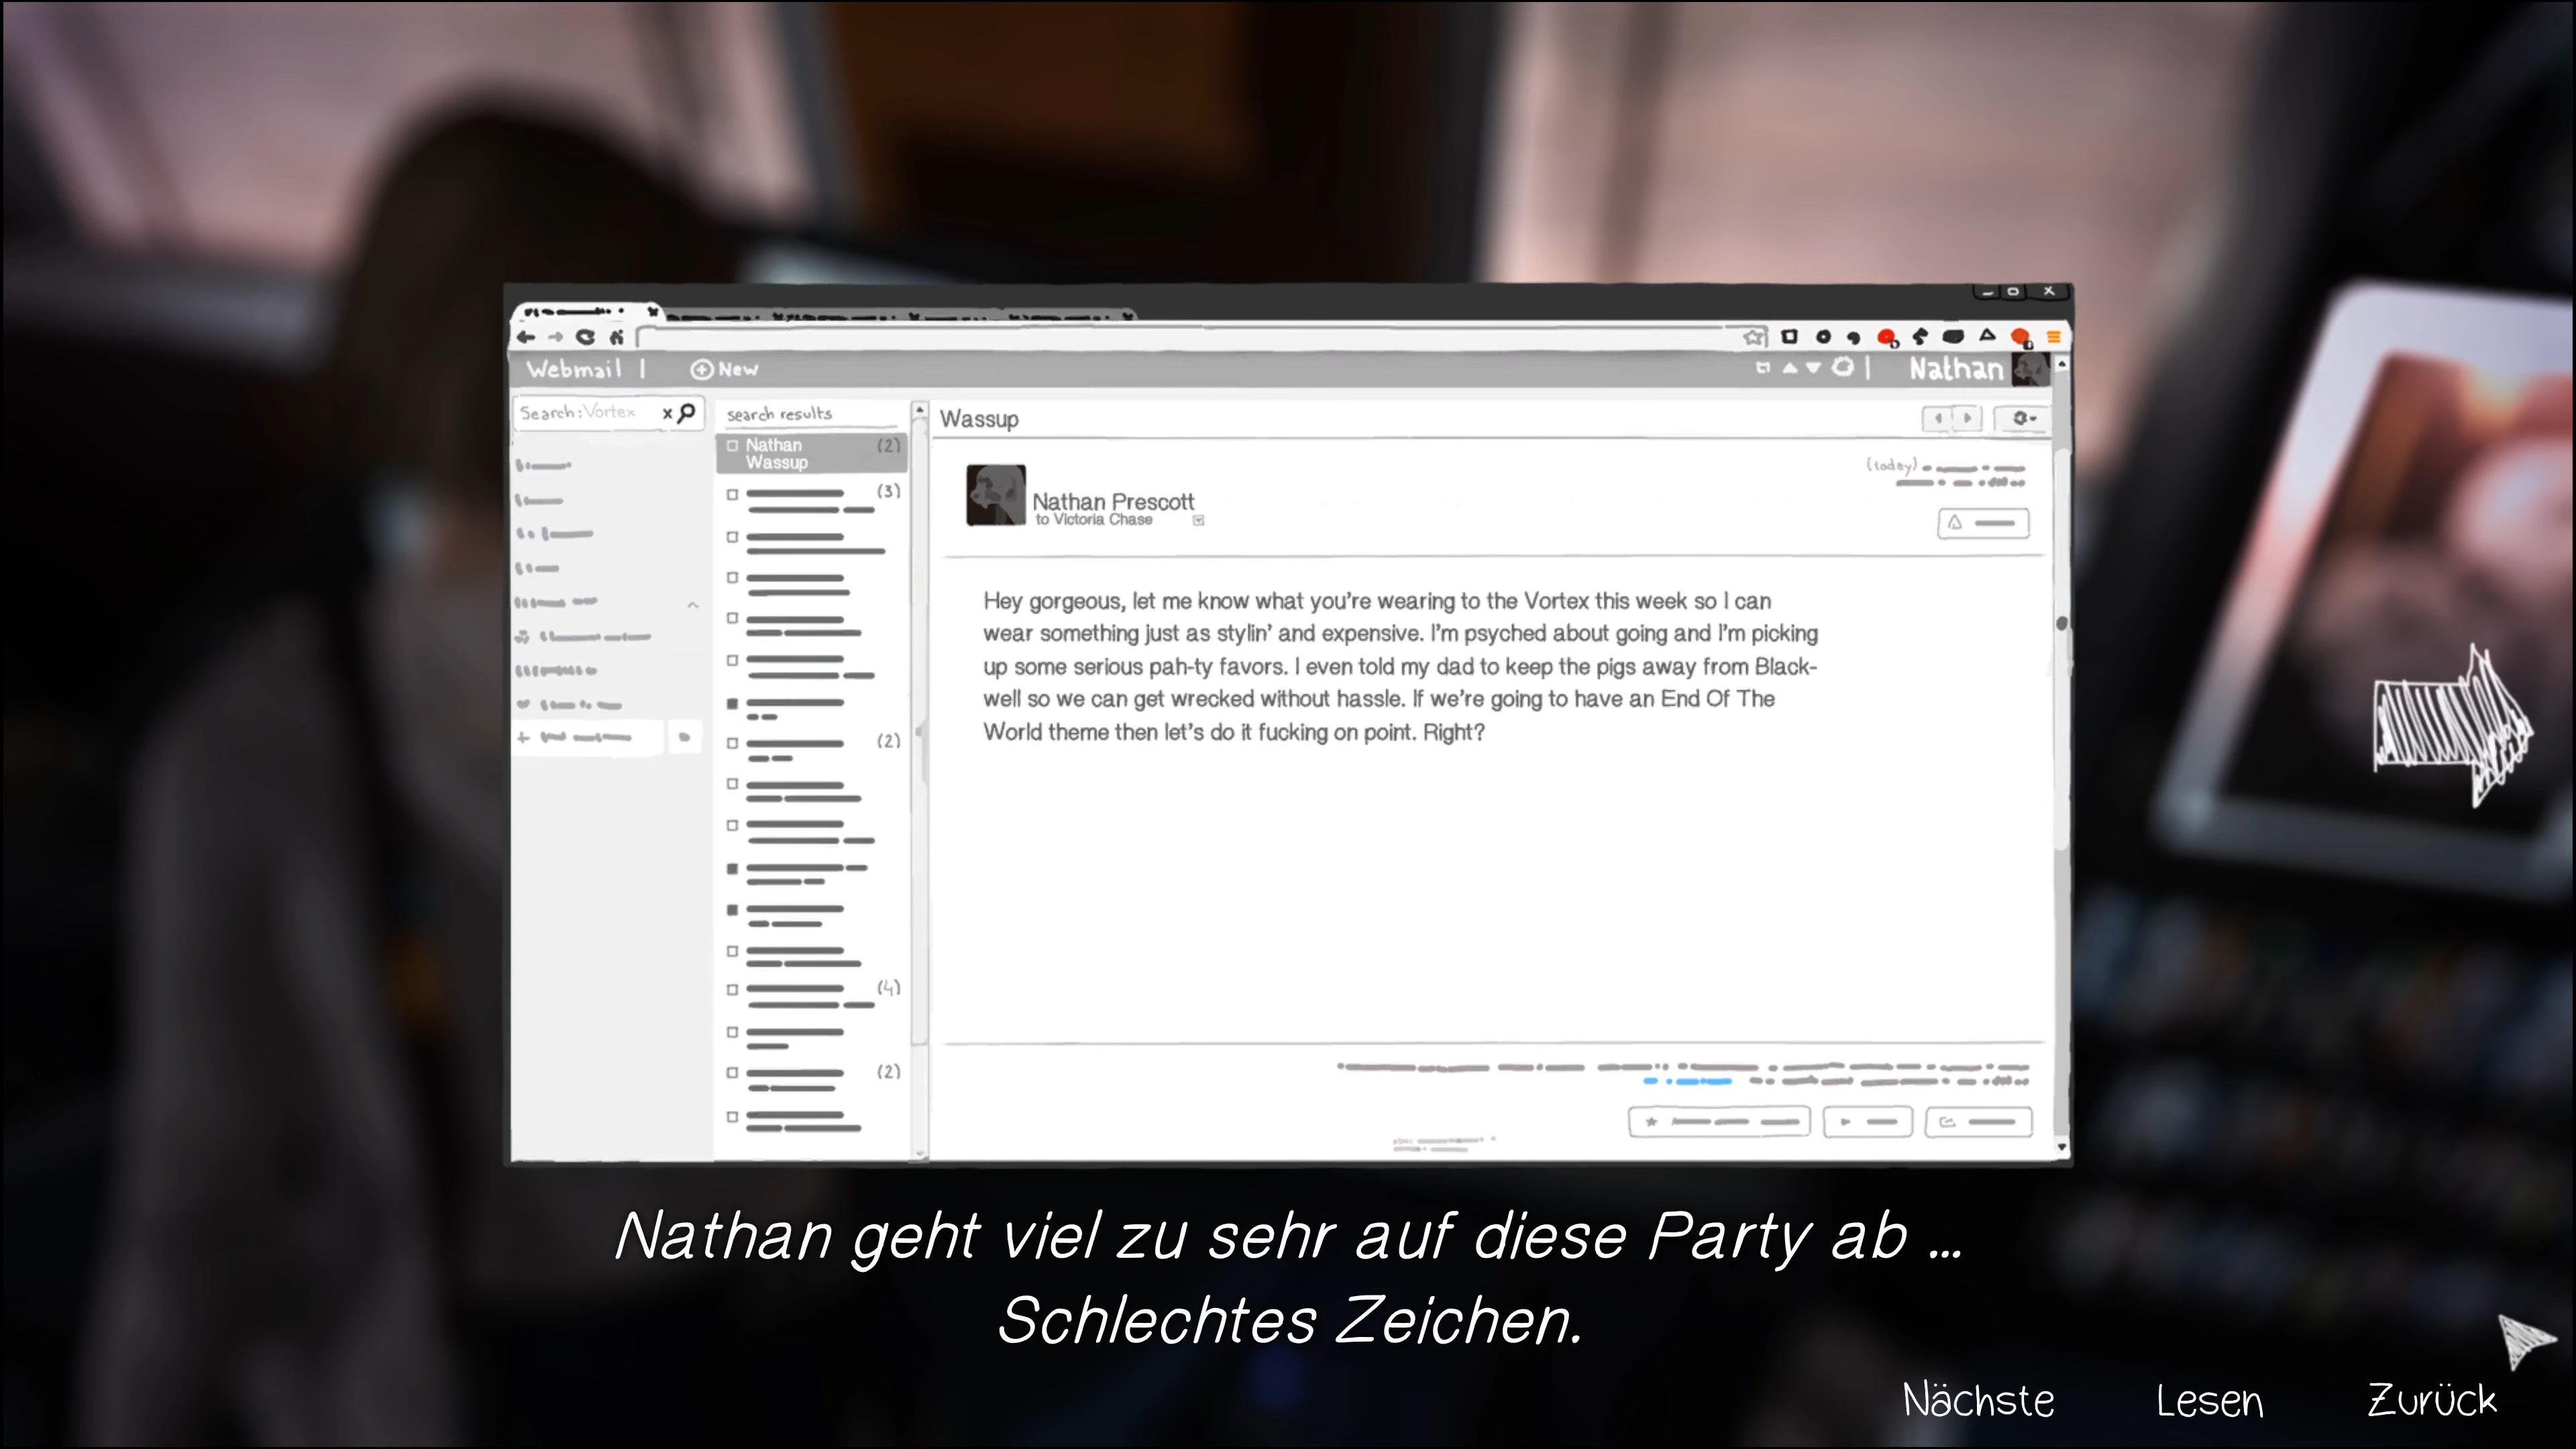 Webmail | New
Nathan
Search: Vortex x
search results
Nathan (2)
Wassup
(3)
(2)
(4)
(2)
Wassup
(today)
Nathan Prescott
to Victoria Chase
Hey gorgeous, let me know what you're wearing to the Vortex this week so I can
wear something just as stylin' and expensive. I'm psyched about going and I'm picking
up some serious pah-ty favors. I even told my dad to keep the pigs away from Black-
well so we can get wrecked without hassle. If we're going to have an End Of The
World theme then let's do it fucking on point. Right?
Nathan geht viel zu sehr auf diese Party ab ...
Schlechtes Zeichen.
Nächste Lesen Zurück